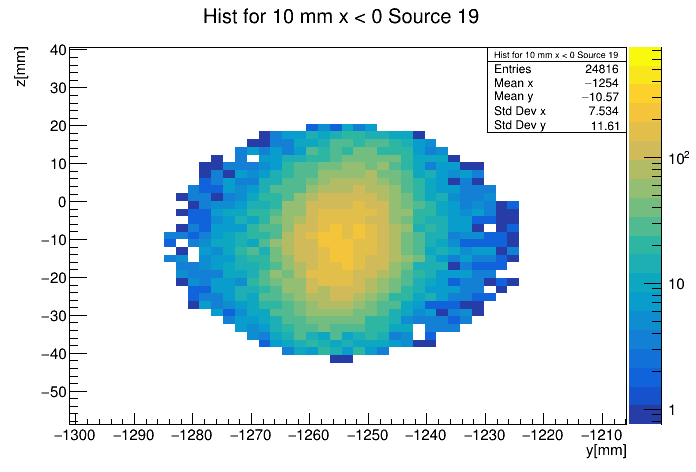 Hist for 10 mm x < 0 Source 19
z[mm]
40
30
20
10
0
−10
−20
−30
−40
−50
Hist for 10 mm x < 0 Source 19
Entries 24816
Mean x −1254
Mean y −10.57
Std Dev x 7.534
Std Dev y 11.61
10²
10
1
−1300 −1290 −1280 −1270 −1260 −1250 −1240 −1230 −1220 −1210
y[mm]